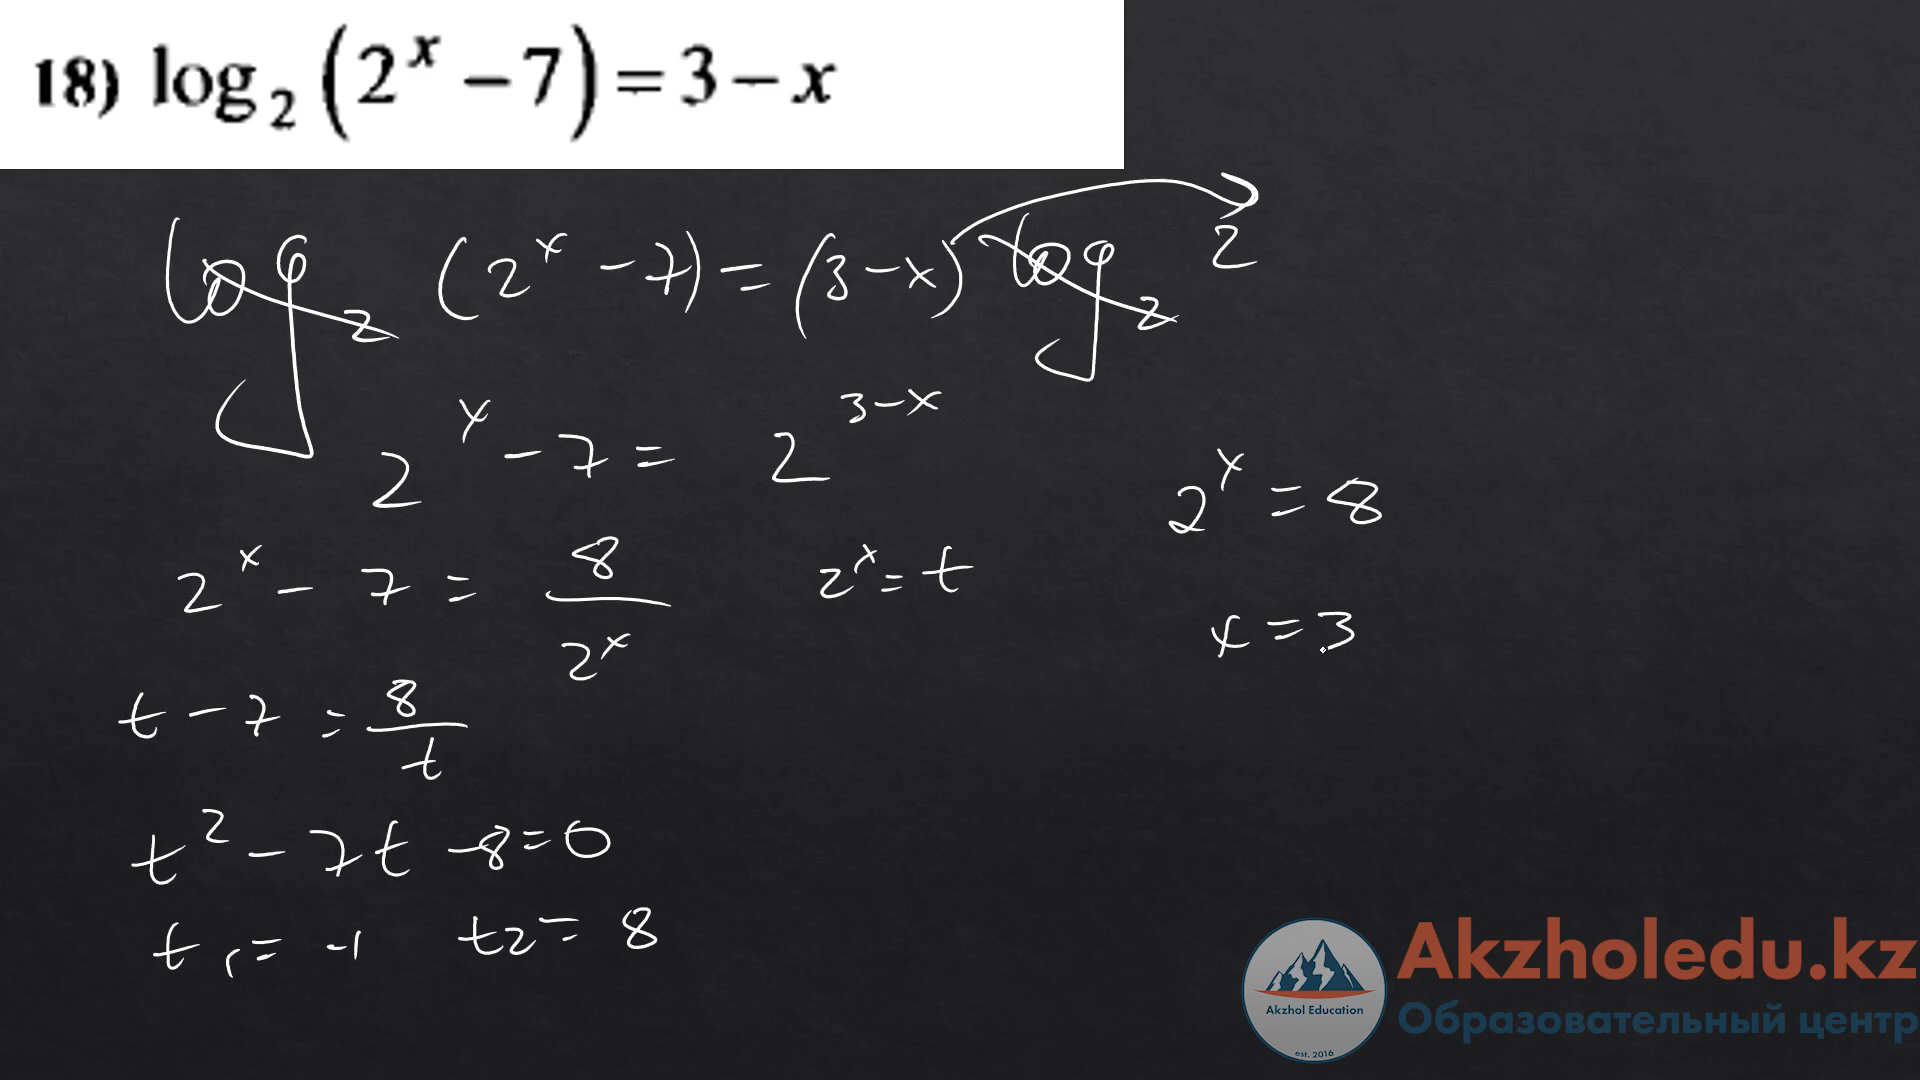 18) log₂ (2ˣ − 7) = 3 − x
log₂ (2ˣ − 7) = (3 − x) log₂ 2
2ˣ − 7 = 2³⁻ˣ
2ˣ − 7 = 8/2ˣ 2ˣ = t
t − 7 = 8/t
t² − 7t − 8 = 0
t₁ = −1 t₂ = 8
2ˣ = 8
x = 3
Akzhol Education
est. 2016
Akzholedu.kz
Образовательный центр